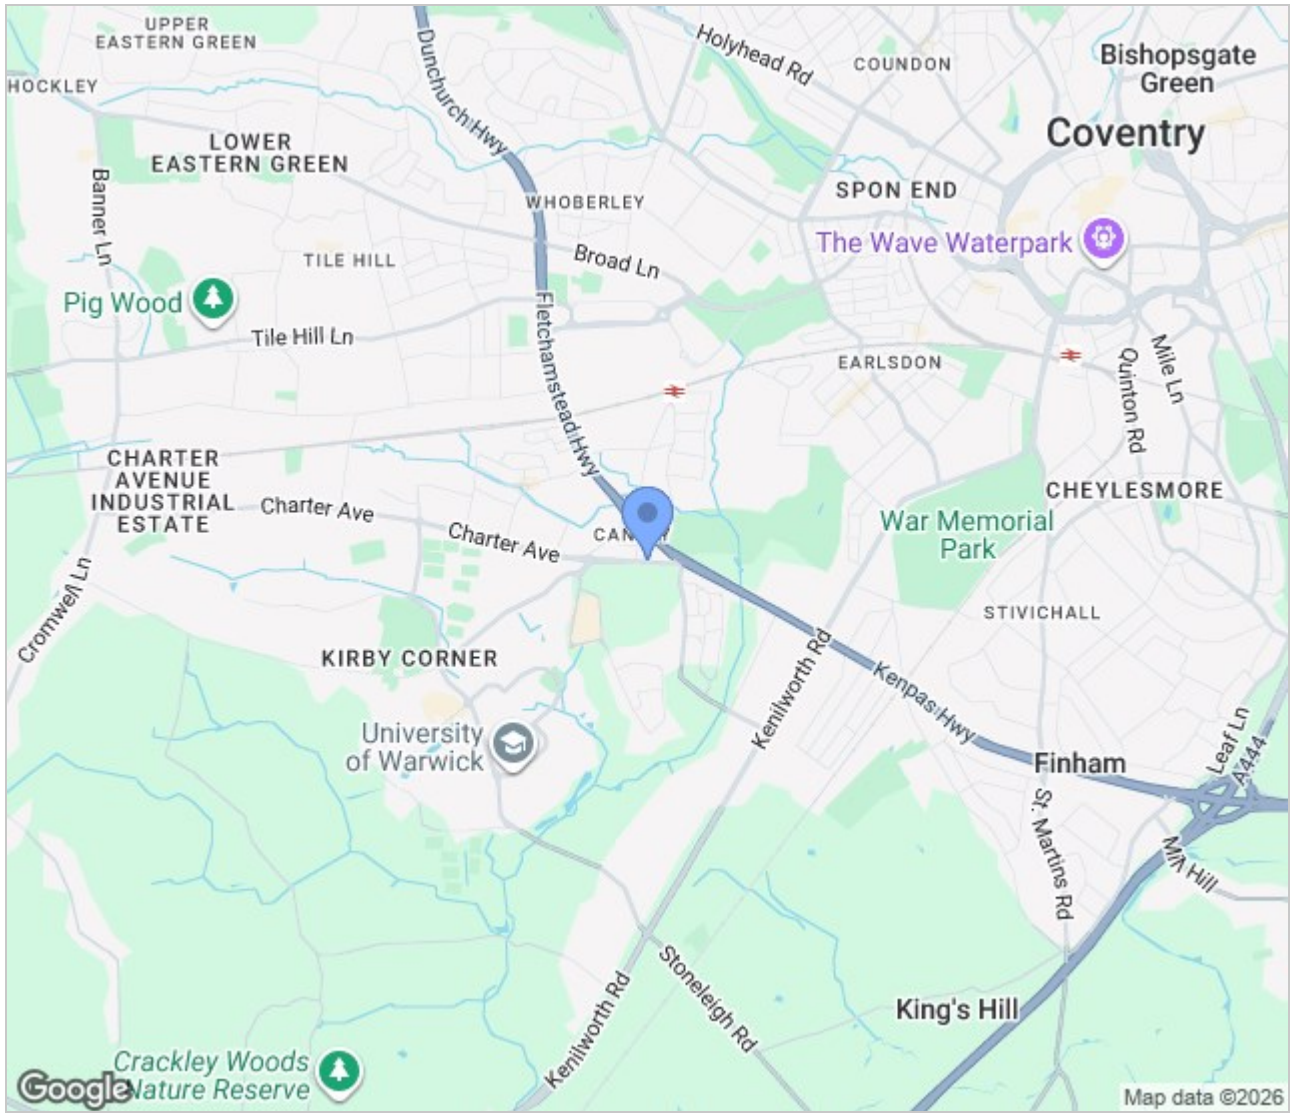 UPPER
EASTERN GREEN
HOCKLEY
LOWER
EASTERN GREEN
Banner Ln
Dunchurch Hwy
Holyhead Rd
COUNDON
Bishopsgate
Green
Coventry
WHOBERLEY
SPON END
The Wave Waterpark
TILE HILL
Broad Ln
Pig Wood
Tile Hill Ln
Fletchamstead Hwy
EARLSDON
Quinton Rd
Mile Ln
CHARTER
AVENUE
INDUSTRIAL
ESTATE
Charter Ave
Charter Ave
CHEYLESMORE
War Memorial
Park
Cromwell Ln
STIVICHALL
KIRBY CORNER
Kenilworth Rd
Kenpas Hwy
University
of Warwick
Finham
Leaf Ln
A444
St. Martins Rd
Mill Hill
Stoneleigh Rd
Kenilworth Rd
King's Hill
Crackley Woods
Nature Reserve
Google
Map data ©2026